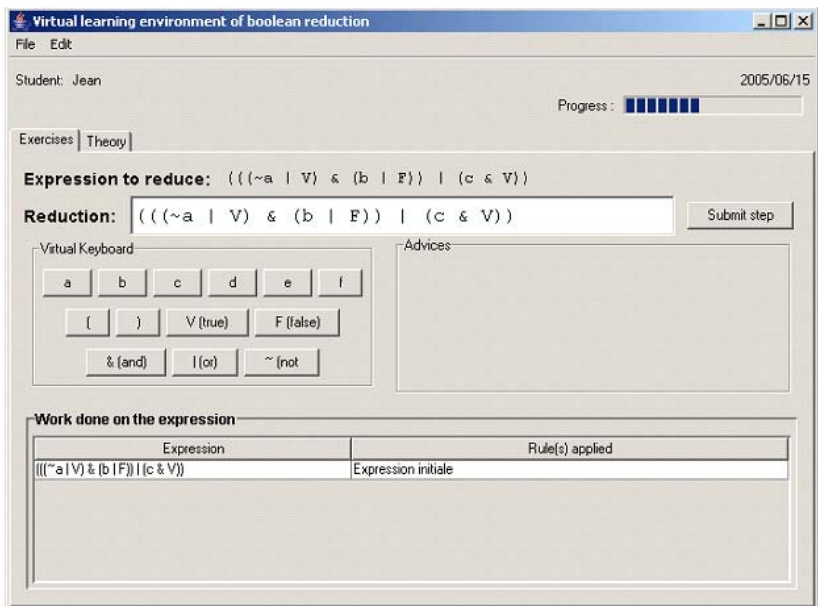 Virtual learning environment of boolean reduction
File Edit
Student: Jean 2005/06/15
Progress :
Exercises Theory
Expression to reduce: (((~a | V) & (b | F)) | (c & V))
Reduction: (((~a | V) & (b | F)) | (c & V)) Submit step
Virtual Keyboard Advices
a b c d e f
( ) V (true) F (false)
& (and) | (or) ~ (not
Work done on the expression
Expression Rule(s) applied
(((~a | V) & (b | F)) | (c & V)) Expression initiale